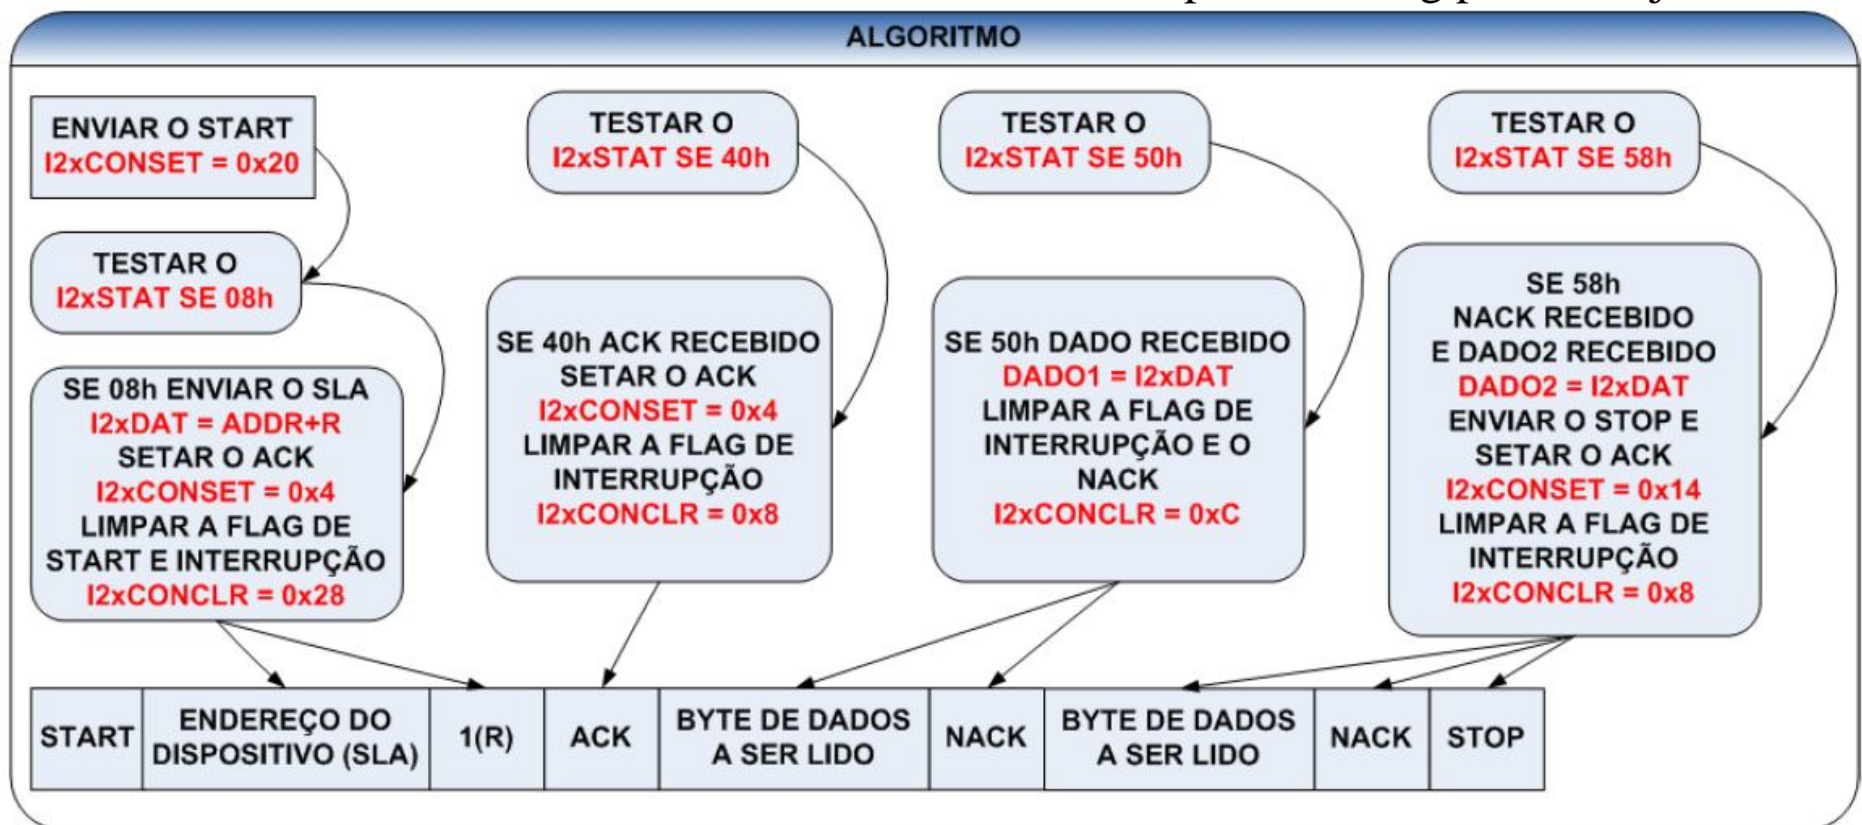 ALGORITMO
ENVIAR O START
I2xCONSET = 0x20
TESTAR O
I2xSTAT SE 08h
SE 08h ENVIAR O SLA
I2xDAT = ADDR+R
SETAR O ACK
I2xCONSET = 0x4
LIMPAR A FLAG DE
START E INTERRUPÇÃO
I2xCONCLR = 0x28
TESTAR O
I2xSTAT SE 40h
SE 40h ACK RECEBIDO
SETAR O ACK
I2xCONSET = 0x4
LIMPAR A FLAG DE
INTERRUPÇÃO
I2xCONCLR = 0x8
TESTAR O
I2xSTAT SE 50h
SE 50h DADO RECEBIDO
DADO1 = I2xDAT
LIMPAR A FLAG DE
INTERRUPÇÃO E O
NACK
I2xCONCLR = 0xC
TESTAR O
I2xSTAT SE 58h
SE 58h
NACK RECEBIDO
E DADO2 RECEBIDO
DADO2 = I2xDAT
ENVIAR O STOP E
SETAR O ACK
I2xCONSET = 0x14
LIMPAR A FLAG DE
INTERRUPÇÃO
I2xCONCLR = 0x8
START
ENDEREÇO DO
DISPOSITIVO (SLA)
1(R)
ACK
BYTE DE DADOS
A SER LIDO
NACK
BYTE DE DADOS
A SER LIDO
NACK
STOP